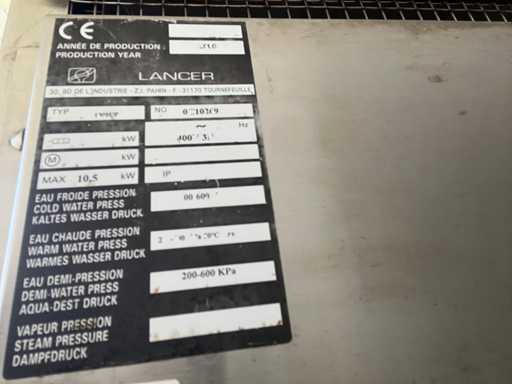 CE
ANNÉE DE PRODUCTION :
PRODUCTION YEAR
LANCER
30, BD DE L'INDUSTRIE - Z.I. PAHIN - F - 31170 TOURNEFEUILLE
TYP NO
kW ~ Hz
M kW
MAX 10,5 kW IP
EAU FROIDE PRESSION
COLD WATER PRESS
KALTES WASSER DRUCK
EAU CHAUDE PRESSION
WARM WATER PRESS
WARMES WASSER DRUCK
EAU DEMI-PRESSION
DEMI-WATER PRESS 200-600 KPa
AQUA-DEST DRUCK
VAPEUR PRESSION
STEAM PRESSURE
DAMPFDRUCK